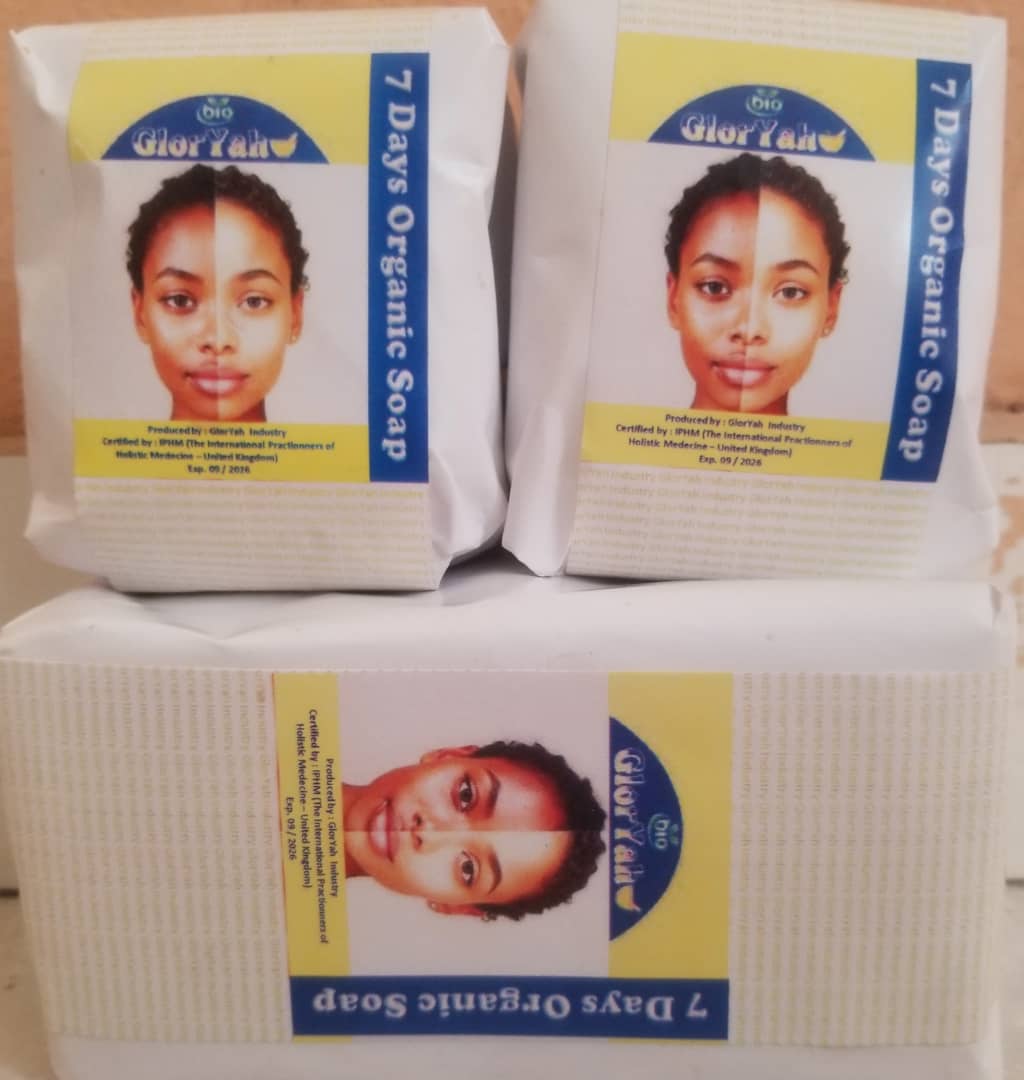 bio
GlorYah
7 Days Organic Soap
Produced by : GlorYah Industry
Certified by : IPHM (The International Practionners of
Holistic Medecine – United Kingdom)
Exp. 09 / 2026
bio
GlorYah
7 Days Organic Soap
Produced by : GlorYah Industry
Certified by : IPHM (The International Practionners of
Holistic Medecine – United Kingdom)
Exp. 09 / 2026
bio
GlorYah
7 Days Organic Soap
Produced by : GlorYah Industry
Certified by : IPHM (The International Practionners of
Holistic Medecine – United Kingdom)
Exp. 09 / 2026